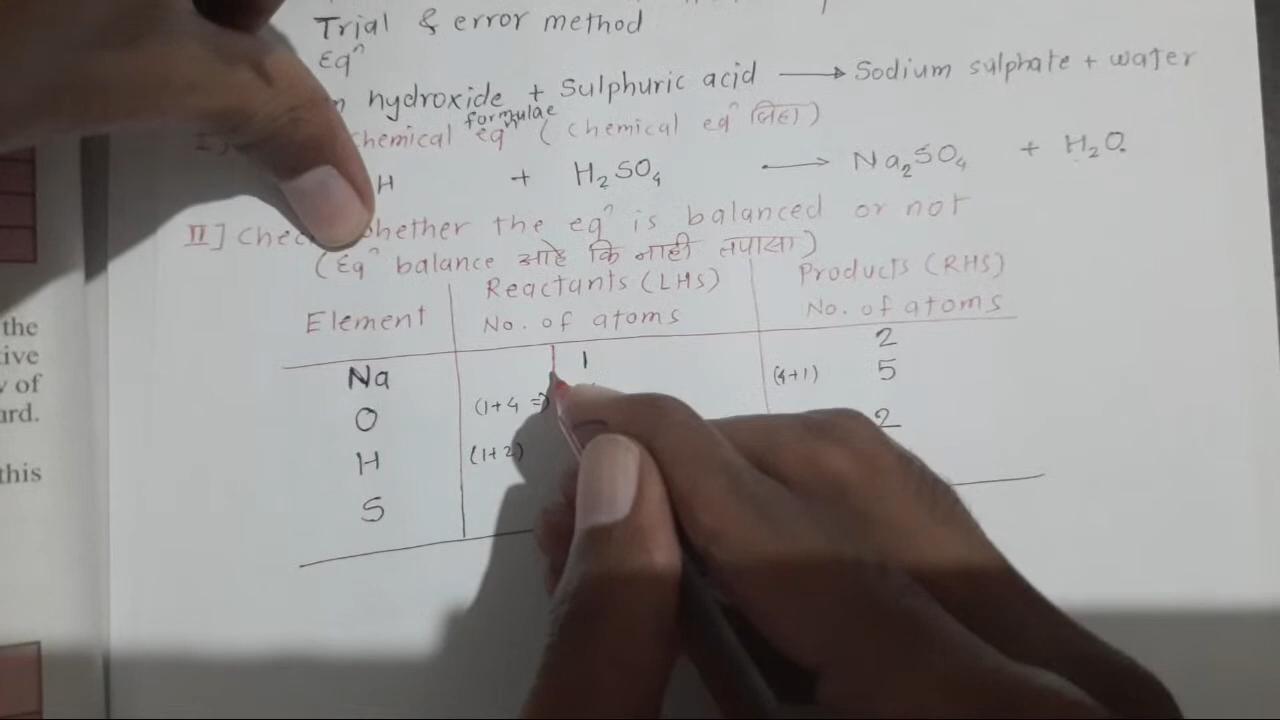 Trial & error method
Eqⁿ
hydroxide + Sulphuric acid ⟶ Sodium sulphate + water
formulae
chemical eqⁿ (chemical eqⁿ लिहा)
H + H₂SO₄ ⟶ Na₂SO₄ + H₂O
II] Chec whether the eqⁿ is balanced or not
(Eqⁿ balance आहे कि नाही तपासा)
Element Reactants (LHS) Products (RHS)
No. of atoms No. of atoms
Na 1 2
O (1+4 ⇒) (4+1) 5
H (1+2) 2
S
the
ive
of
ard.
this